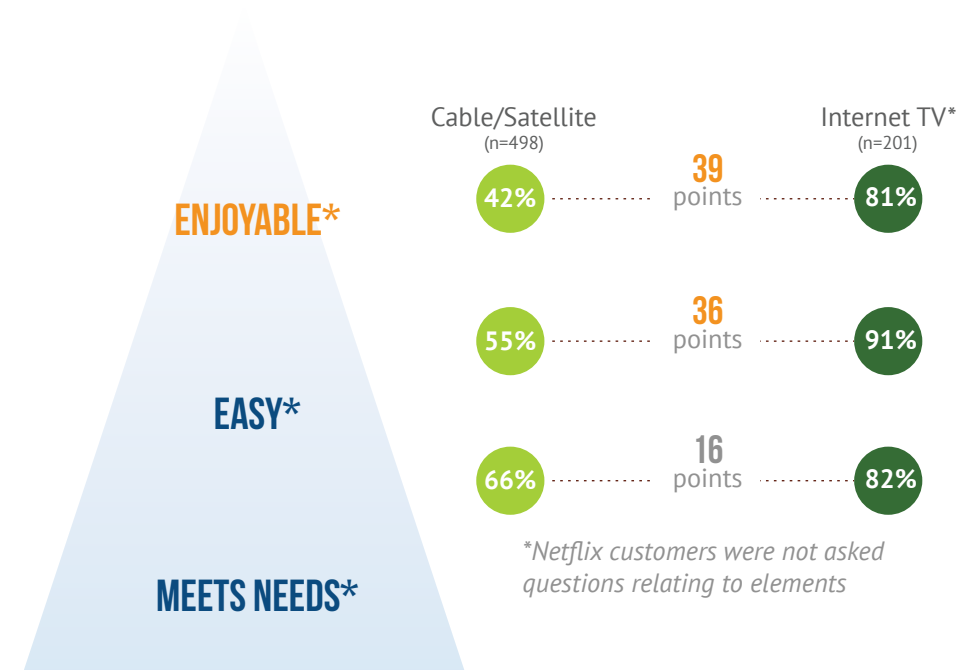 Cable/Satellite
(n=498)
Internet TV*
(n=201)
ENJOYABLE*
42%
39
points
81%
EASY*
55%
36
points
91%
MEETS NEEDS*
66%
16
points
82%
*Netflix customers were not asked
questions relating to elements